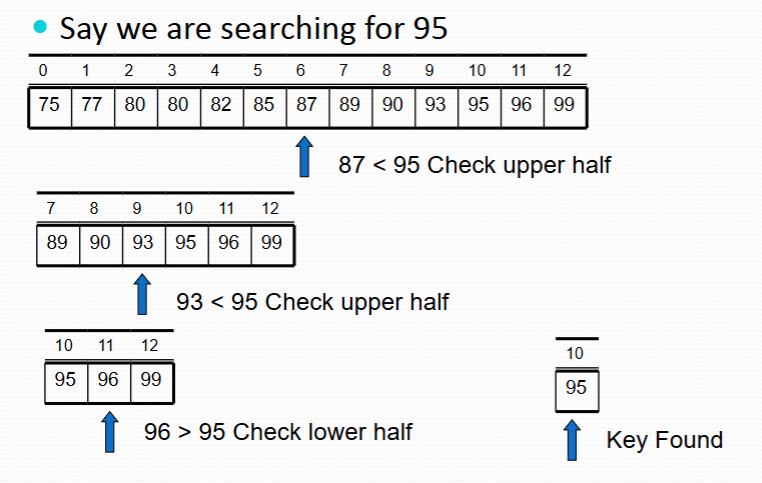 Say we are searching for 95
0 1 2 3 4 5 6 7 8 9 10 11 12
75 77 80 80 82 85 87 89 90 93 95 96 99
87 < 95 Check upper half
7 8 9 10 11 12
89 90 93 95 96 99
93 < 95 Check upper half
10 11 12
95 96 99
96 > 95 Check lower half
10
95
Key Found